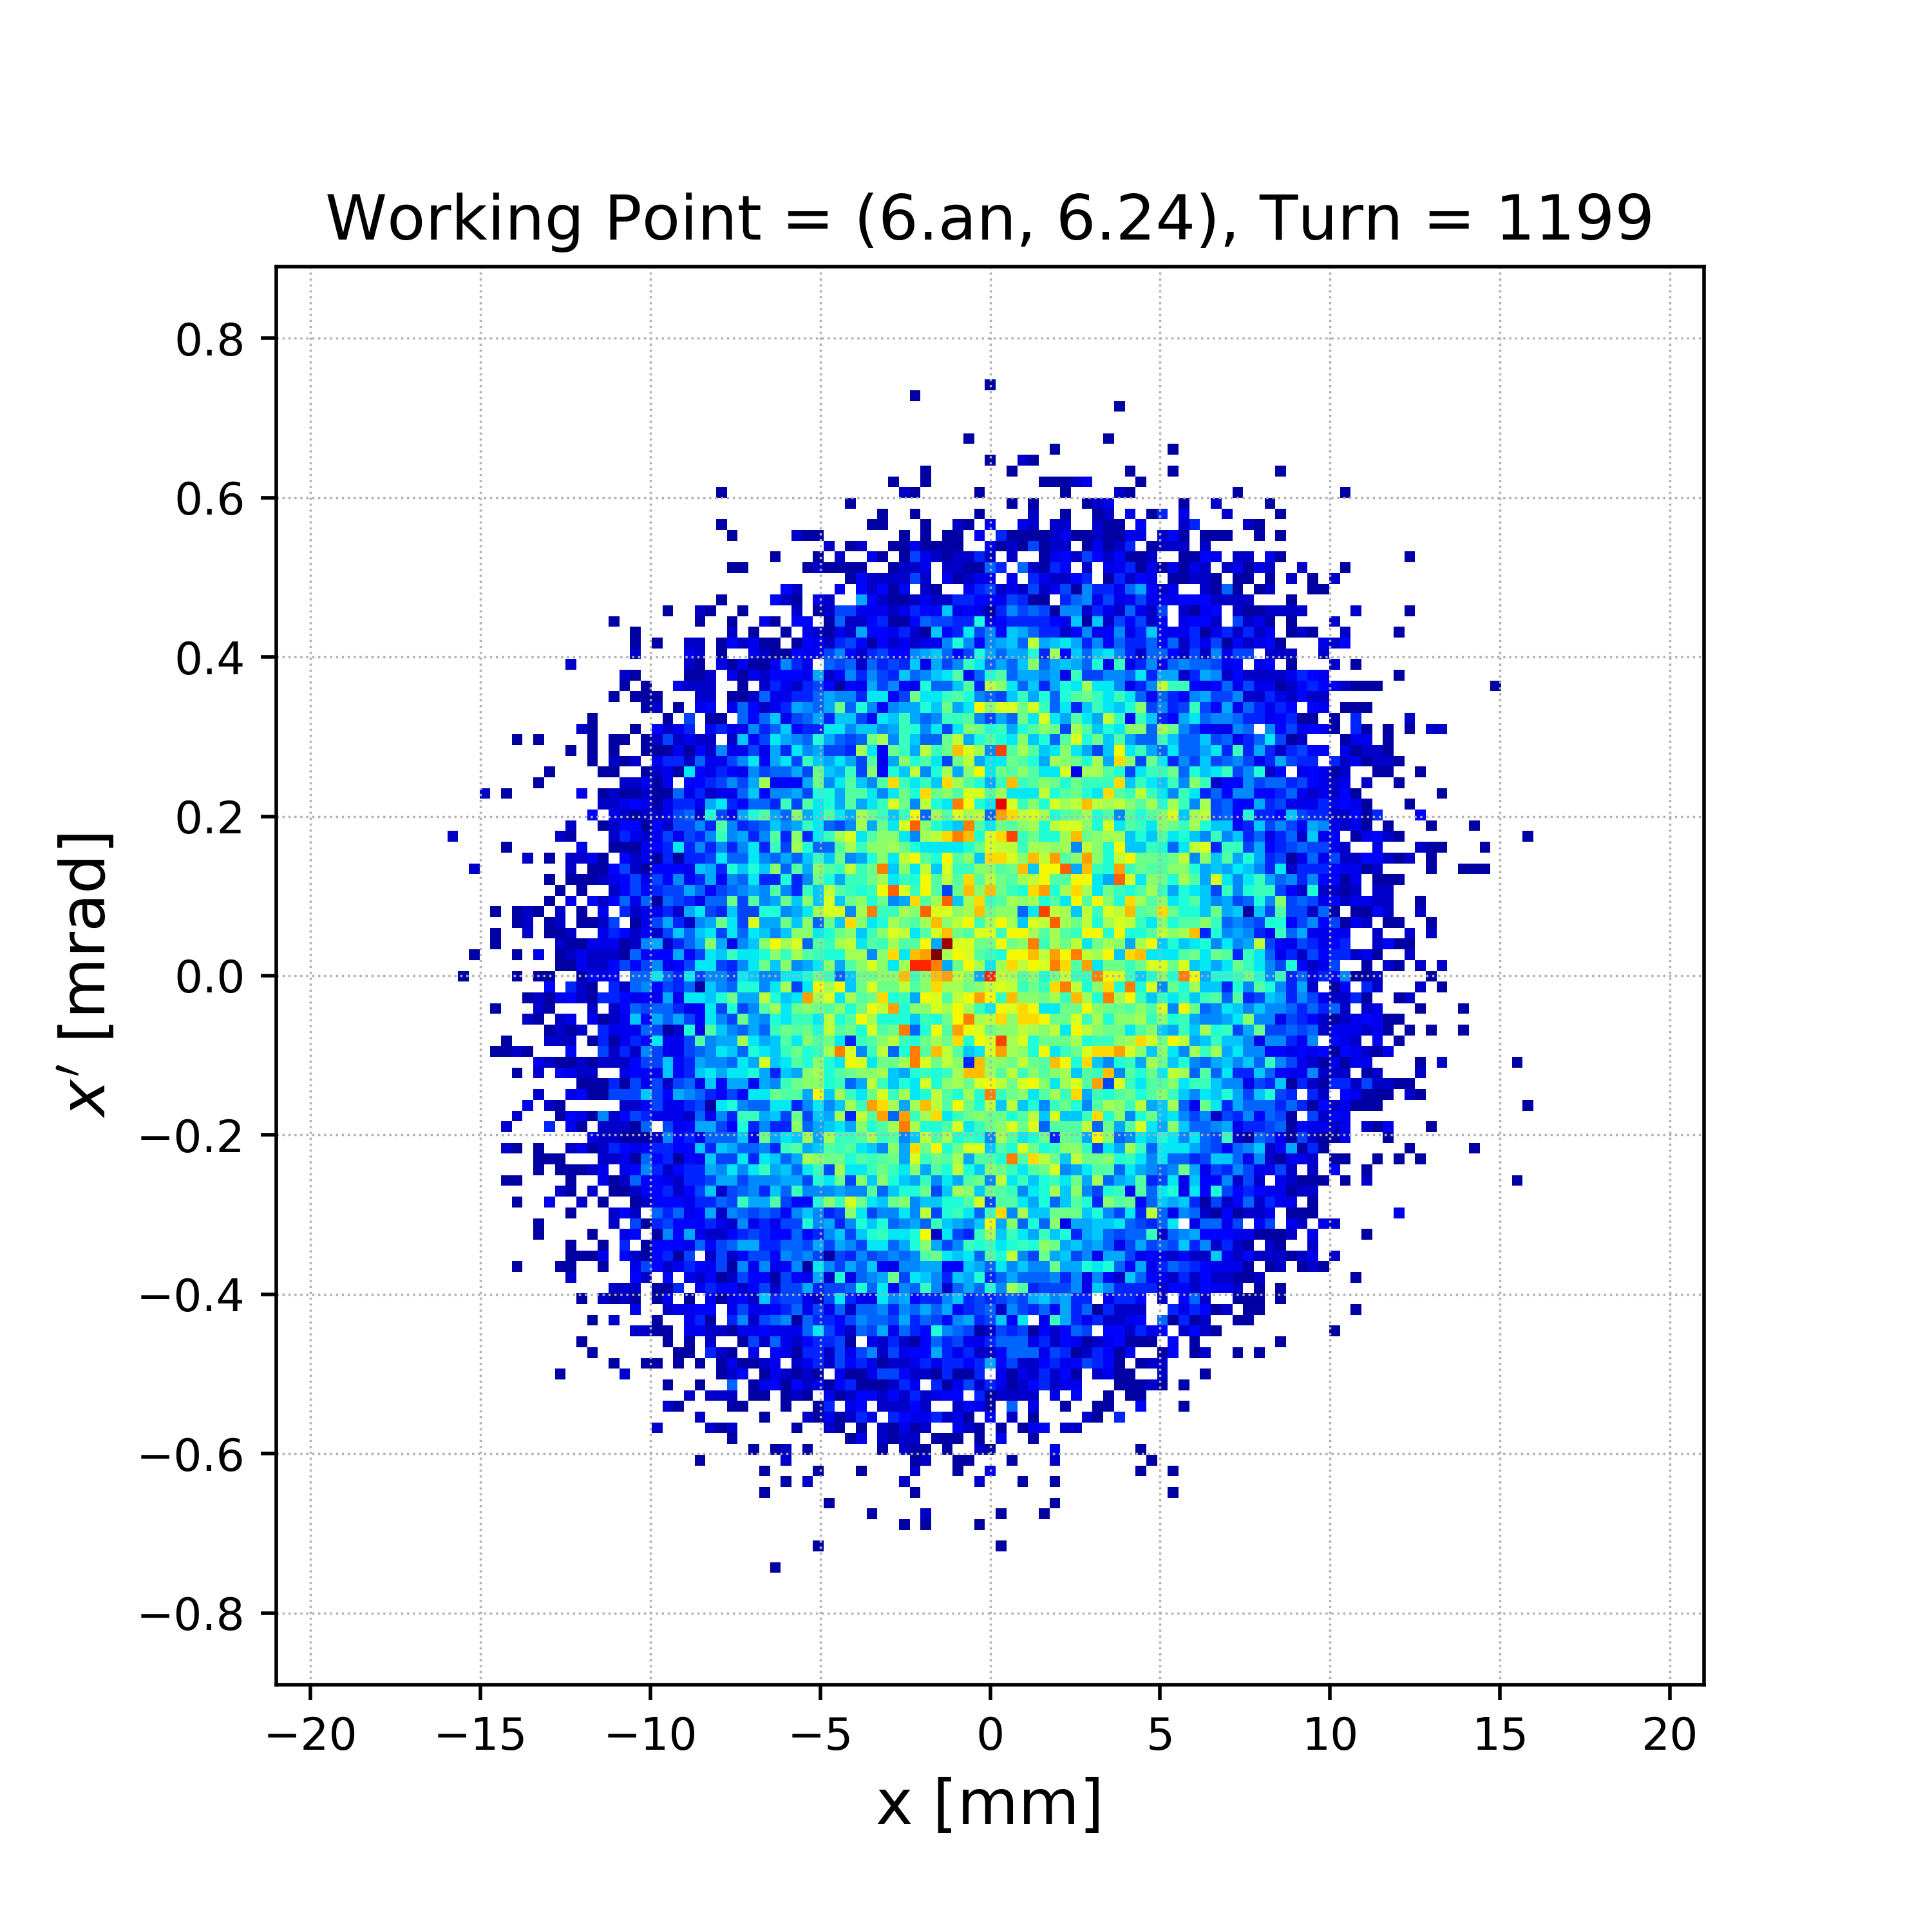 Working Point = (6.an, 6.24), Turn = 1199
0.8
0.6
0.4
0.2
0.0
−0.2
−0.4
−0.6
−0.8
x′ [mrad]
−20 −15 −10 −5 0 5 10 15 20
x [mm]